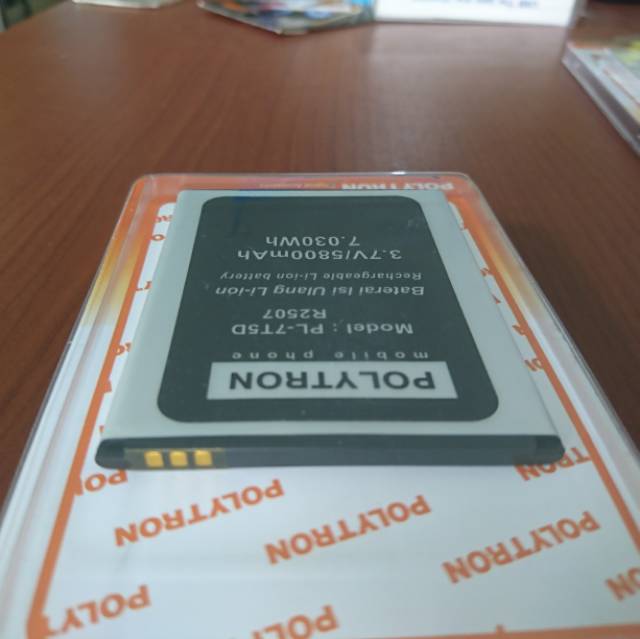 POLYTRON
mobile phone
Model : PL-7T5D
R2507
Baterai Isi Ulang Li-ion
Rechargeable Li-ion battery
3.7V/5800mAh
7.030Wh
POLYTRON
POLYTRON
POLYTRON
POLYTRON
POLYTRON
POLYTRON